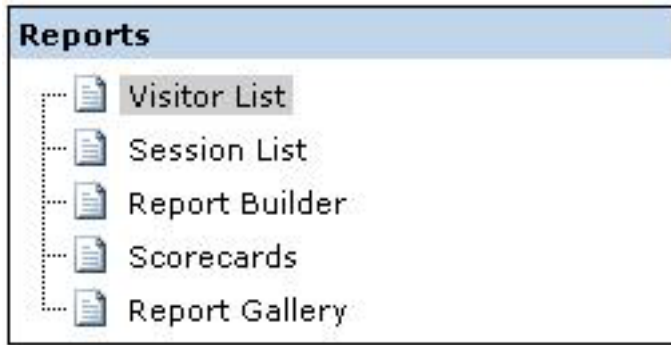 Reports
Visitor List
Session List
Report Builder
Scorecards
Report Gallery